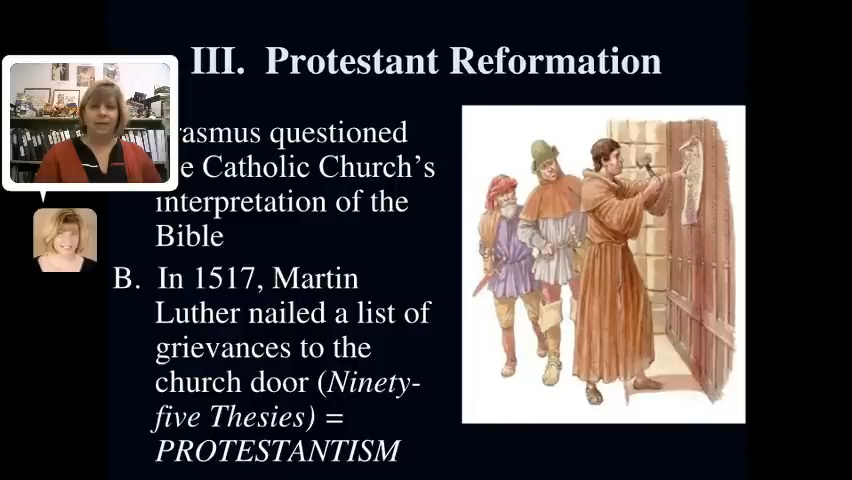 III. Protestant Reformation
rasmus questioned
e Catholic Church's
interpretation of the
Bible
B. In 1517, Martin
Luther nailed a list of
grievances to the
church door (Ninety-
five Thesies) =
PROTESTANTISM